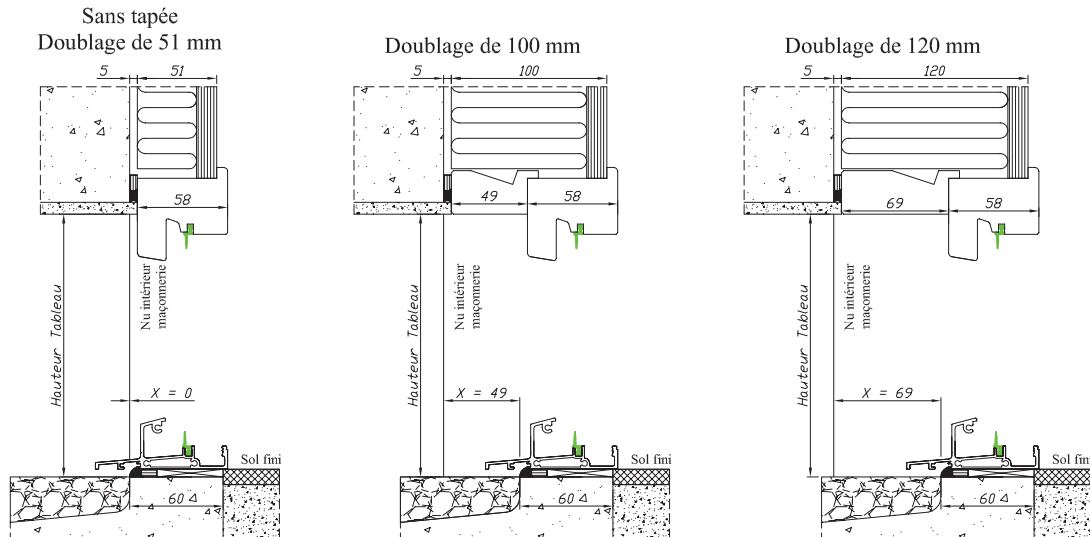 Sans tapée
Doublage de 51 mm
5
51
58
Hauteur Tableau
Nu intérieur
maçonnerie
X = 0
Sol fini
60
Doublage de 100 mm
5
100
49
58
Hauteur Tableau
Nu intérieur
maçonnerie
X = 49
Sol fini
60
Doublage de 120 mm
5
120
69
58
Hauteur Tableau
Nu intérieur
maçonnerie
X = 69
Sol fini
60